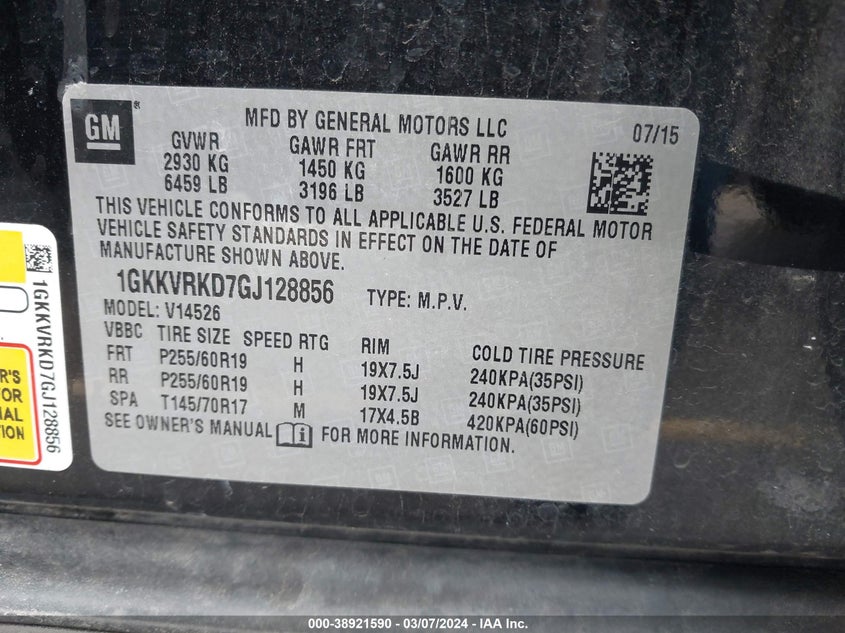 GM
MFD BY GENERAL MOTORS LLC
07/15
GVWR GAWR FRT GAWR RR
2930 KG 1450 KG 1600 KG
6459 LB 3196 LB 3527 LB
THIS VEHICLE CONFORMS TO ALL APPLICABLE U.S. FEDERAL MOTOR
VEHICLE SAFETY STANDARDS IN EFFECT ON THE DATE OF
MANUFACTURE SHOWN ABOVE.
1GKKVRKD7GJ128856 TYPE: M.P.V.
MODEL: V14526
VBBC TIRE SIZE SPEED RTG RIM COLD TIRE PRESSURE
FRT P255/60R19 H 19X7.5J 240KPA(35PSI)
RR P255/60R19 H 19X7.5J 240KPA(35PSI)
SPA T145/70R17 M 17X4.5B 420KPA(60PSI)
SEE OWNER'S MANUAL FOR MORE INFORMATION.
1GKKVRKD7GJ128856
000-38921590 - 03/07/2024 - IAA Inc.